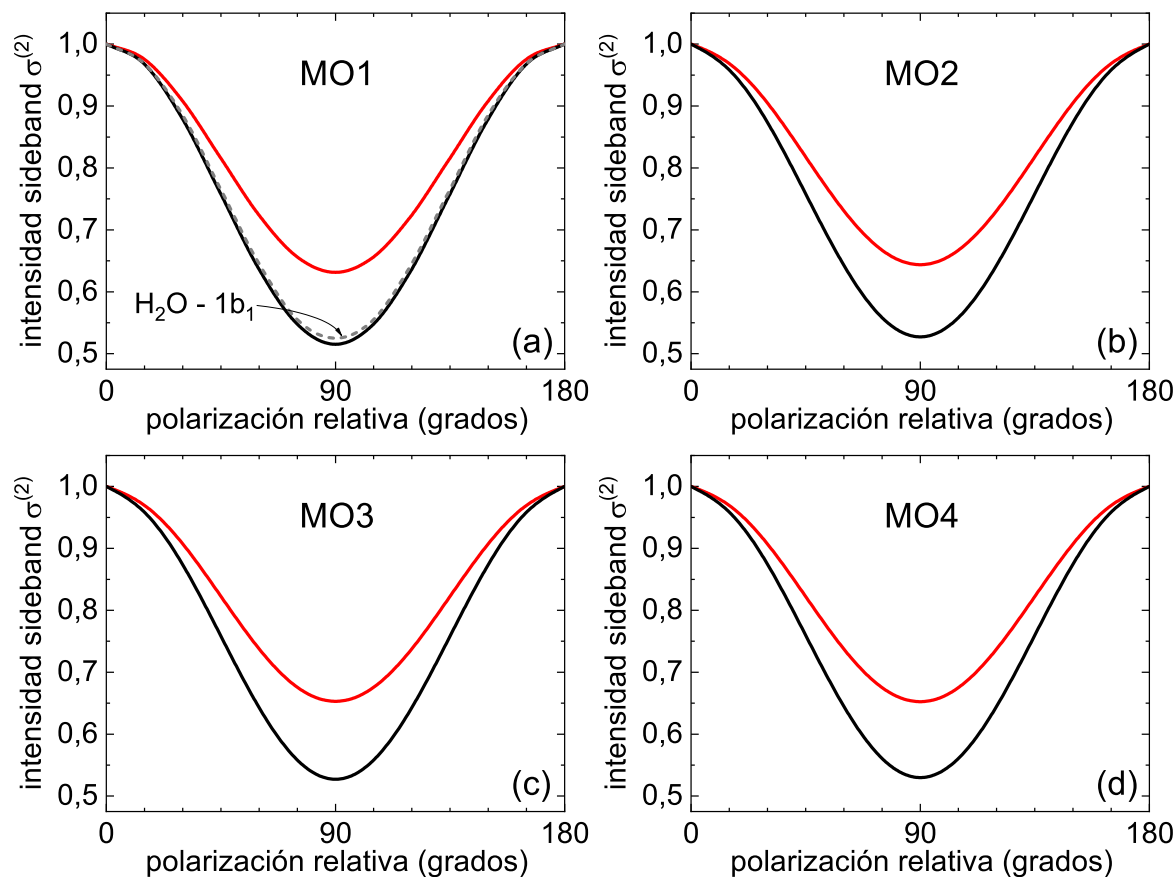 intensidad sideband σ(2)
1,0
0,9
0,8
0,7
0,6
0,5
MO1
H2O - 1b1
(a)
0 90 180
polarización relativa (grados)
intensidad sideband σ(2)
1,0
0,9
0,8
0,7
0,6
0,5
MO2
(b)
0 90 180
polarización relativa (grados)
intensidad sideband σ(2)
1,0
0,9
0,8
0,7
0,6
0,5
MO3
(c)
0 90 180
polarización relativa (grados)
intensidad sideband σ(2)
1,0
0,9
0,8
0,7
0,6
0,5
MO4
(d)
0 90 180
polarización relativa (grados)